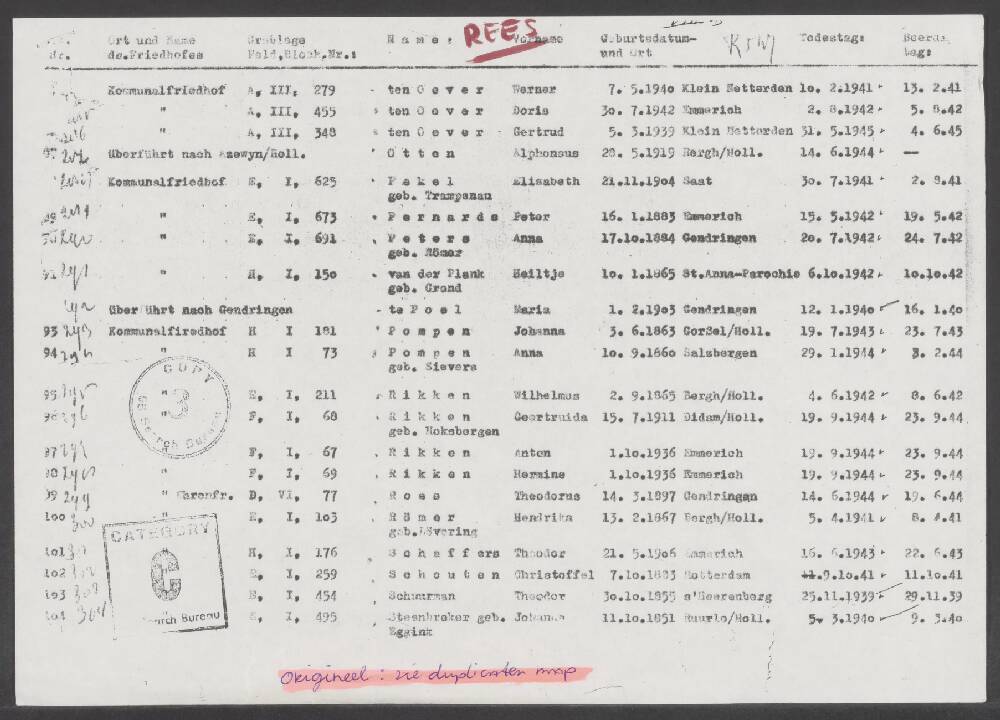 REES
Ort und Name Grablage Name: Vorname Geburtsdatum- Todestag:
Nr. des Friedhofes Feld, Block, Nr.: und Ort tag:
Kommunalfriedhof A, III, 279 ten Oever Werner 7. 5.1940 Klein Netterden 10. 2.1941 13. 2.41
" A, III, 455 ten Oever Doris 30. 7.1942 Emmerich 2. 8.1942 5. 8.42
" A, III, 348 ten Oever Gertrud 5. 3.1939 Klein Netterden 31. 5.1945 4. 6.45
überführt nach Azewyn/Holl. Otten Alphonsus 28. 5.1919 Bergh/Holl. 14. 6.1944 —
Kommunalfriedhof E, I, 625 Pekel Elisabeth 21.11.1904 Saat 30. 7.1941 2. 8.41
geb. Trampenau
" E, I, 673 Pernards Peter 16. 1.1883 Emmerich 15. 5.1942 19. 5.42
" E, I, 691 Peters Anna 17.10.1884 Gendringen 20. 7.1942 24. 7.42
geb. Römer
" H, I, 150 van der Plank Heiltje 10. 1.1865 St.Anna-Parochie 6.10.1942 10.10.42
geb. Grond
überführt nach Gendringen te Poel Maria 1. 2.1903 Gendringen 12. 1.1940 16. 1.40
93 Kommunalfiredhof H I 181 Pompen Johanna 3. 6.1863 Gorßel/Holl. 19. 7.1943 23. 7.43
94 " H I 73 Pompen Anna 10. 9.1860 Salzbergen 29. 1.1944 3. 2.44
geb. Sievers
COPY
3
95 " E, I, 211 Rikken Wilhelmus 2. 9.1865 Bergh/Holl. 4. 6.1942 8. 6.42
96 " F, I, 68 Rikken Geertruida 15. 7.1911 Didam/Holl. 19. 9.1944 23. 9.44
geb. Hoksbergen
97 " F, I, 67 Rikken Anton 1.10.1936 Emmerich 19. 9.1944 23. 9.44
98 " F, I, 69 Rikken Hermine 1.10.1936 Emmerich 19. 9.1944 23. 9.44
99 " Ehrenfr. D, VI, 77 Roes Theodorus 14. 3.1897 Gendringen 14. 6.1944 19. 6.44
100 " E, I, 103 Römer Hendrika 13. 2.1867 Bergh/Holl. 5. 4.1941 8. 4.41
geb. Lövering
CATEGORY
C
Search Bureau
101 H, I, 176 Schaffers Theodor 21. 5.1906 Emmerich 16. 6.1943 22. 6.43
102 E, I, 259 Schouten Christoffel 7.10.1883 Rotterdam 9.10.41 11.10.41
103 E, I, 454 Schuurman Theodor 30.10.1855 s'Heerenberg 25.11.1939 29.11.39
104 " E, I, 495 Steenbreker geb. Johanna 11.10.1851 Ruurlo/Holl. 5. 3.1940 9. 3.40
Eggink
Origineel : zie duplicaten map